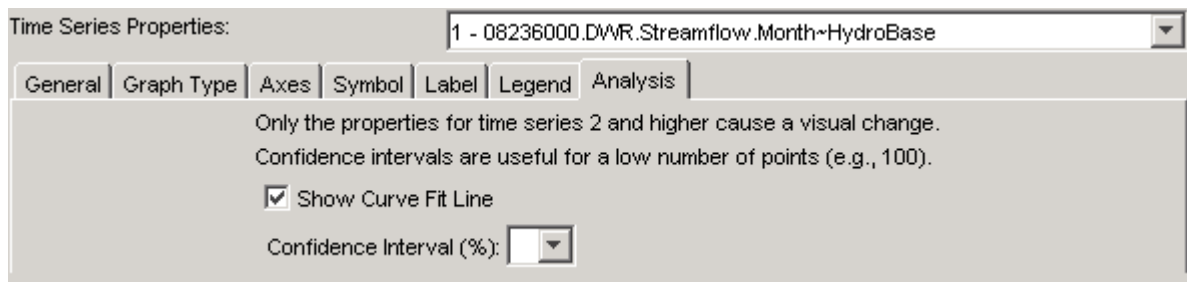 Time Series Properties: 1 - 08236000.DWR.Streamflow.Month~HydroBase
General Graph Type Axes Symbol Label Legend Analysis
Only the properties for time series 2 and higher cause a visual change.
Confidence intervals are useful for a low number of points (e.g., 100).
Show Curve Fit Line
Confidence Interval (%):